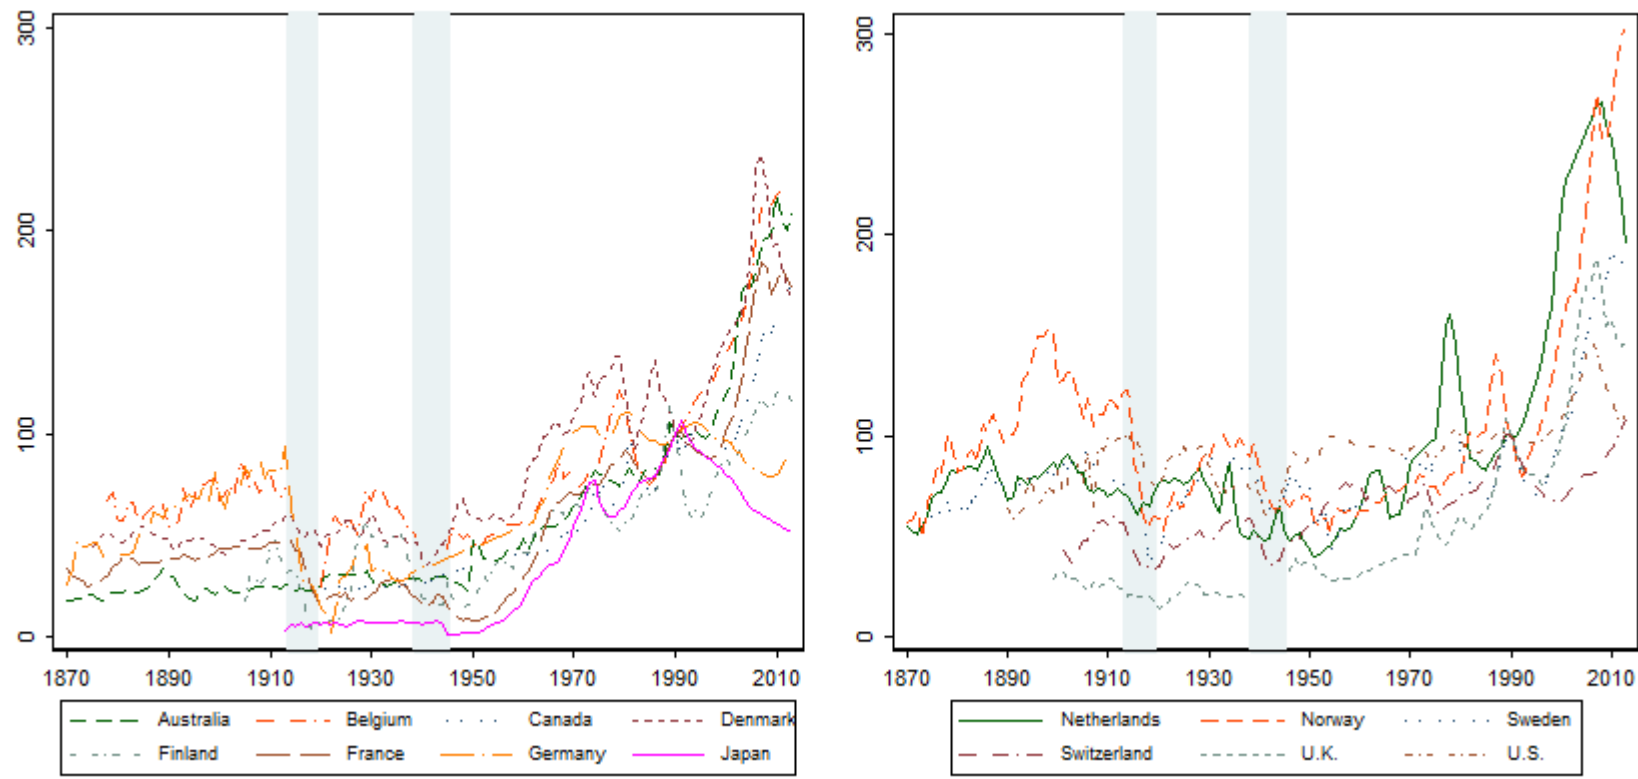 300
200
100
0
1870 1890 1910 1930 1950 1970 1990 2010
Australia Belgium Canada Denmark
Finland France Germany Japan
300
200
100
0
1870 1890 1910 1930 1950 1970 1990 2010
Netherlands Norway Sweden
Switzerland U.K. U.S.